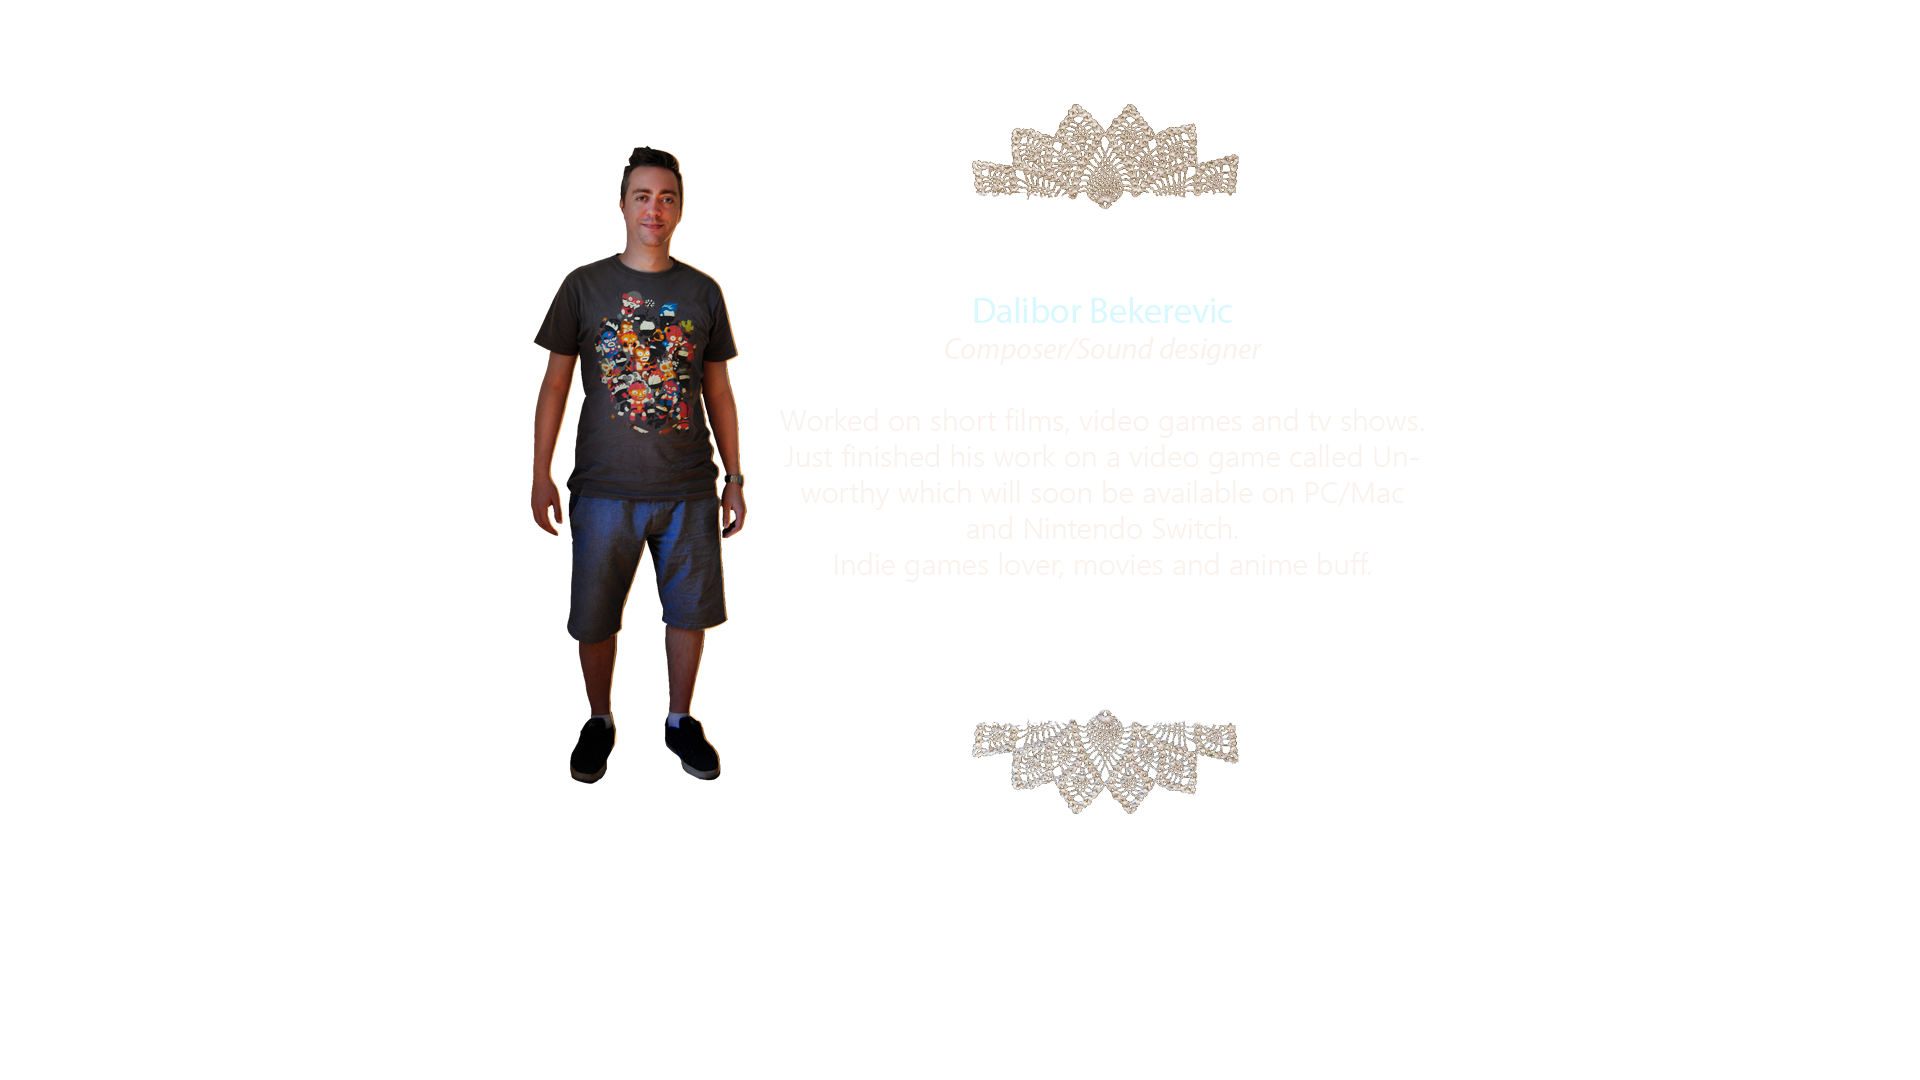 Dalibor Bekerevic
Composer/Sound designer
Worked on short films, video games and tv shows.
Just finished his work on a video game called Un-
worthy which will soon be available on PC/Mac
and Nintendo Switch.
Indie games lover, movies and anime buff.